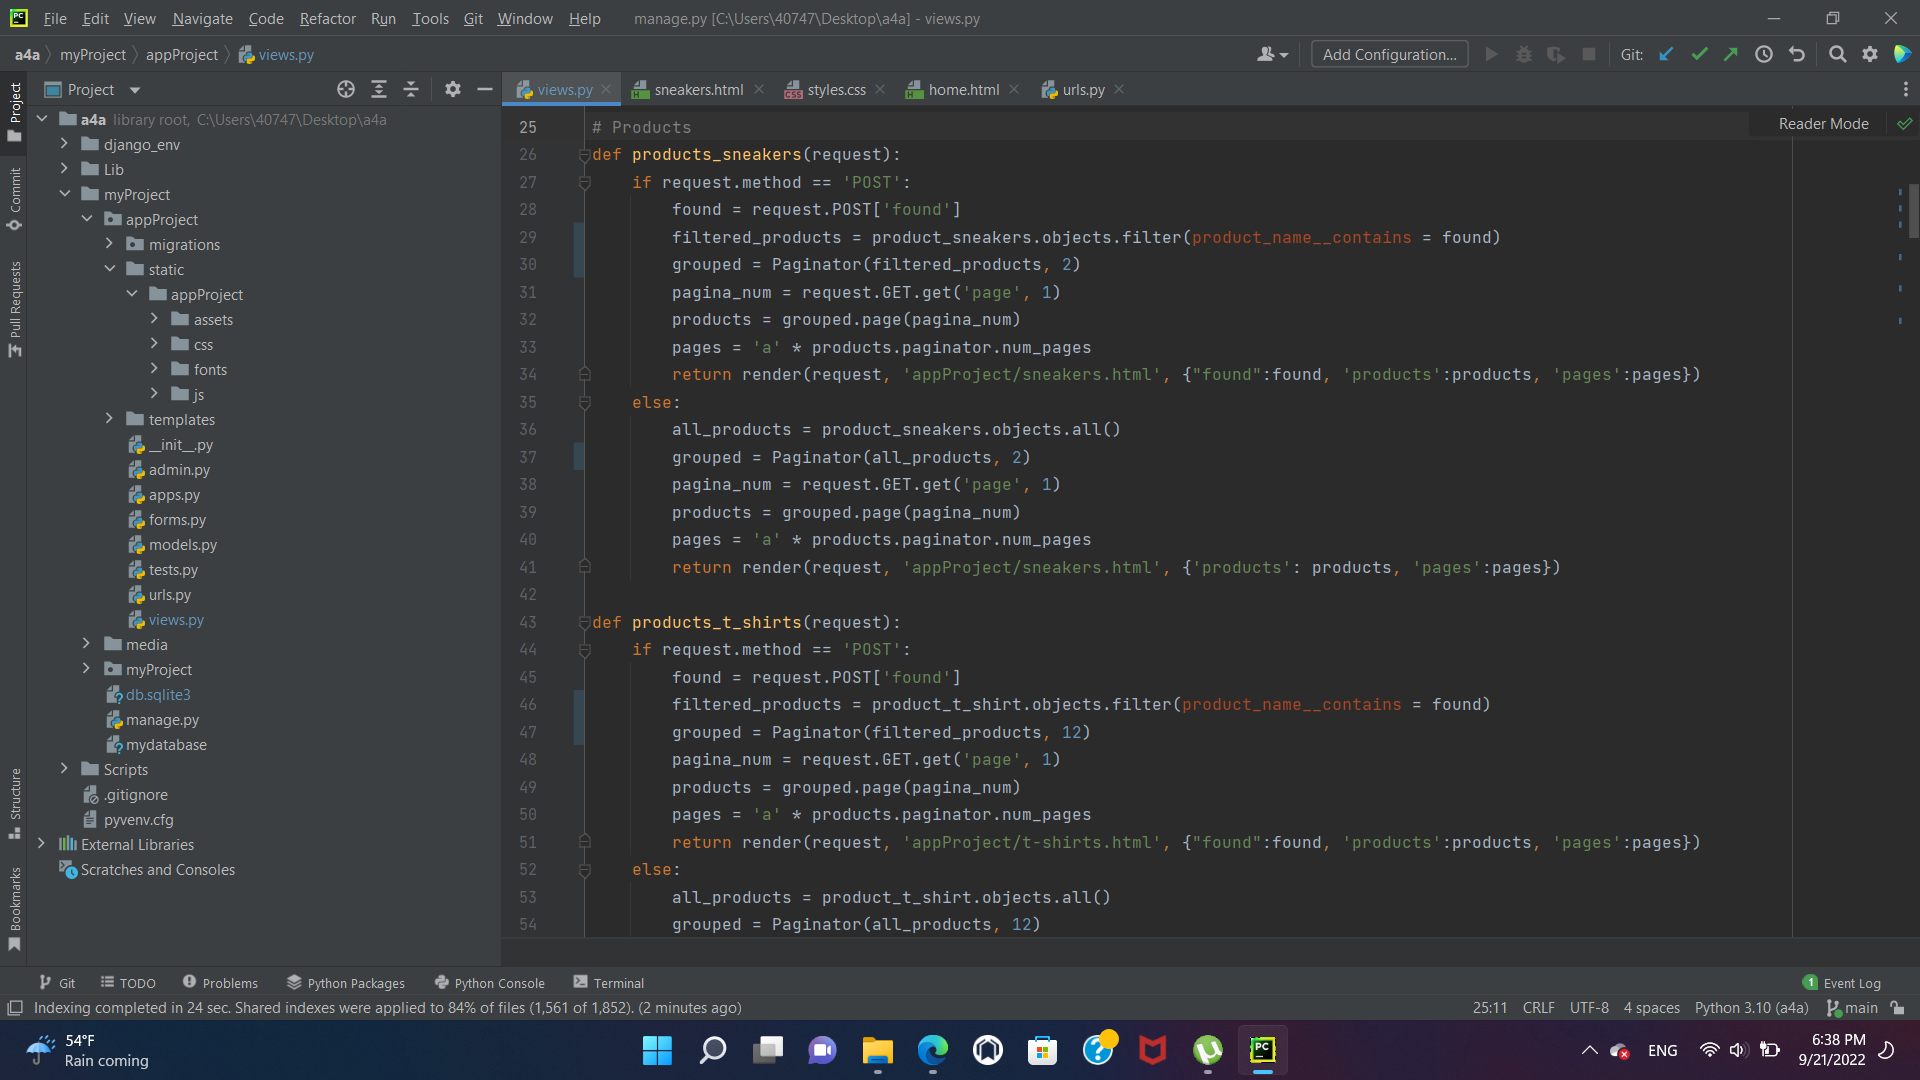 PC File Edit View Navigate Code Refactor Run Tools Git Window Help manage.py [C:\Users\40747\Desktop\a4a] - views.py
a4a myProject appProject views.py Add Configuration... Git:
Project
Commit
Pull Requests
Structure
Bookmarks
Project
a4a library root, C:\Users\40747\Desktop\a4a
django_env
Lib
myProject
appProject
migrations
static
appProject
assets
css
fonts
js
templates
__init__.py
admin.py
apps.py
forms.py
models.py
tests.py
urls.py
views.py
media
myProject
db.sqlite3
manage.py
mydatabase
Scripts
.gitignore
pyvenv.cfg
External Libraries
Scratches and Consoles
views.py sneakers.html styles.css home.html urls.py
Reader Mode
25 # Products
26 def products_sneakers(request):
27     if request.method == 'POST':
28         found = request.POST['found']
29         filtered_products = product_sneakers.objects.filter(product_name__contains = found)
30         grouped = Paginator(filtered_products, 2)
31         pagina_num = request.GET.get('page', 1)
32         products = grouped.page(pagina_num)
33         pages = 'a' * products.paginator.num_pages
34         return render(request, 'appProject/sneakers.html', {"found":found, 'products':products, 'pages':pages})
35     else:
36         all_products = product_sneakers.objects.all()
37         grouped = Paginator(all_products, 2)
38         pagina_num = request.GET.get('page', 1)
39         products = grouped.page(pagina_num)
40         pages = 'a' * products.paginator.num_pages
41         return render(request, 'appProject/sneakers.html', {'products': products, 'pages':pages})
42
43 def products_t_shirts(request):
44     if request.method == 'POST':
45         found = request.POST['found']
46         filtered_products = product_t_shirt.objects.filter(product_name__contains = found)
47         grouped = Paginator(filtered_products, 12)
48         pagina_num = request.GET.get('page', 1)
49         products = grouped.page(pagina_num)
50         pages = 'a' * products.paginator.num_pages
51         return render(request, 'appProject/t-shirts.html', {"found":found, 'products':products, 'pages':pages})
52     else:
53         all_products = product_t_shirt.objects.all()
54         grouped = Paginator(all_products, 12)
Git TODO Problems Python Packages Python Console Terminal 1 Event Log
Indexing completed in 24 sec. Shared indexes were applied to 84% of files (1,561 of 1,852). (2 minutes ago) 25:11 CRLF UTF-8 4 spaces Python 3.10 (a4a) main
54°F
Rain coming
PC
ENG
6:38 PM
9/21/2022